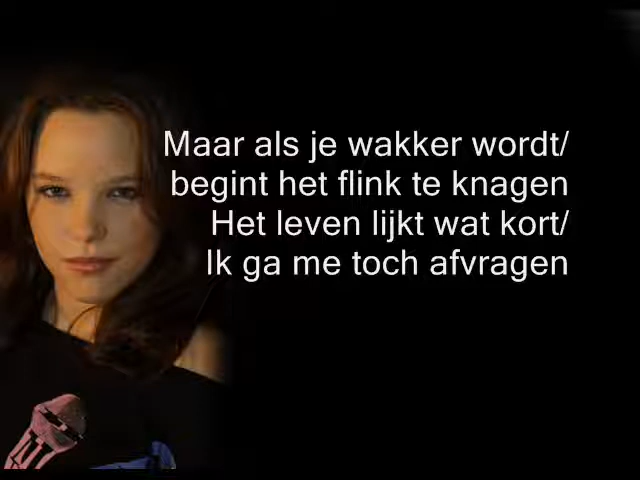 Maar als je wakker wordt/
begint het flink te knagen
Het leven lijkt wat kort/
Ik ga me toch afvragen